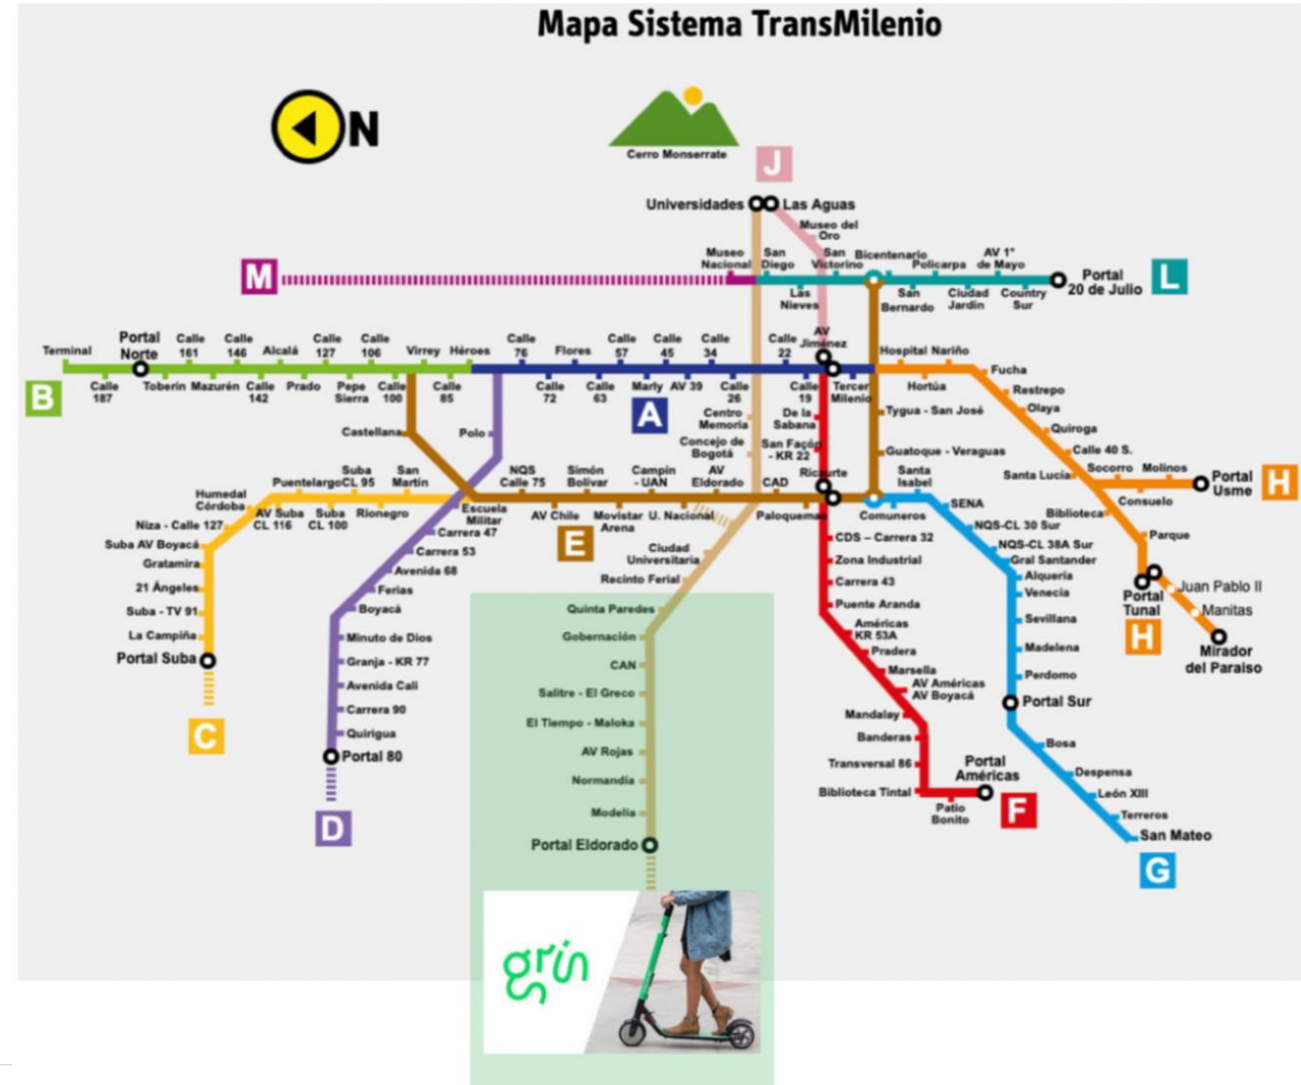 Mapa Sistema TransMilenio
N
Cerro Monserrate
J
Universidades
Las Aguas
Museo del
Oro
M
Museo
Nacional
San
Diego
San
Victorino
Bicentenario
Policarpa
AV 1°
de Mayo
Portal
20 de Julio
L
Las
Nieves
San
Bernardo
Ciudad
Jardín
Country
Sur
Terminal
Portal
Norte
Calle
161
Calle
146
Alcalá
Calle
127
Calle
106
Virrey
Héroes
Calle
76
Flores
Calle
57
Calle
45
Calle
34
Calle
22
AV
Jiménez
Hospital
Nariño
B
Calle
187
Toberín
Mazurén
Calle
142
Prado
Pepe
Sierra
Calle
100
Calle
85
Calle
72
Calle
63
Marly
AV 39
Calle
26
Calle
19
Tercer
Milenio
Hortúa
A
Fucha
Restrepo
Olaya
Quiroga
Calle 40 S.
Santa Lucía
Socorro
Molinos
Consuelo
Portal
Usme
H
Biblioteca
Parque
Portal
Tunal
H
Juan Pablo II
Manitas
Mirador
del Paraiso
Castellana
Polo
Centro
Memoria
Concejo de
Bogotá
De la
Sabana
San Façón
- KR 22
Ricaurte
Tygua - San José
Guatoque - Veraguas
Humedal
Córdoba
Puentelargo
Suba
CL 95
San
Martín
NQS
Calle 75
Simón
Bolívar
Campín
- UAN
AV
Eldorado
CAD
Santa
Isabel
AV Suba
CL 116
Suba
CL 100
Rionegro
Escuela
Militar
AV Chile
Movistar
Arena
U. Nacional
Paloquemao
Comuneros
E
SENA
NQS-CL 30 Sur
NQS-CL 38A Sur
Gral Santander
Alquería
Venecia
Sevillana
Madelena
Perdomo
Portal Sur
Bosa
Despensa
León XIII
Terreros
San Mateo
G
Niza - Calle 127
Suba AV Boyacá
Gratamira
21 Ángeles
Suba - TV 91
La Campiña
Portal Suba
C
Carrera 47
Carrera 53
Avenida 68
Ferias
Boyacá
Minuto de Dios
Granja - KR 77
Avenida Cali
Carrera 90
Quirigua
Portal 80
D
Ciudad
Universitaria
Recinto Ferial
Quinta Paredes
Gobernación
CAN
Salitre - El Greco
El Tiempo - Maloka
AV Rojas
Normandía
Modelia
Portal Eldorado
CDS – Carrera 32
Zona Industrial
Carrera 43
Puente Aranda
Américas
KR 53A
Pradera
Marsella
AV Américas
AV Boyacá
Mandalay
Banderas
Transversal 86
Biblioteca Tintal
Patio
Bonito
Portal
Américas
F
grin